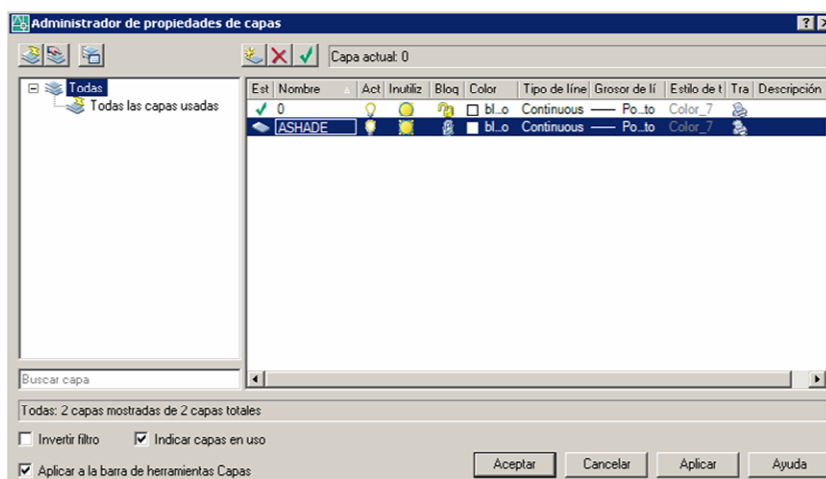 Administrador de propiedades de capas
Capa actual: 0
Todas
Todas las capas usadas
Est Nombre Act Inutiliz Bloq Color Tipo de líne Grosor de lí Estilo de t Tra Descripción
0 bl...o Continuous Po...to Color_7
ASHADE bl...o Continuous Po...to Color_7
Buscar capa
Todas: 2 capas mostradas de 2 capas totales
Invertir filtro Indicar capas en uso
Aplicar a la barra de herramientas Capas
Aceptar Cancelar Aplicar Ayuda